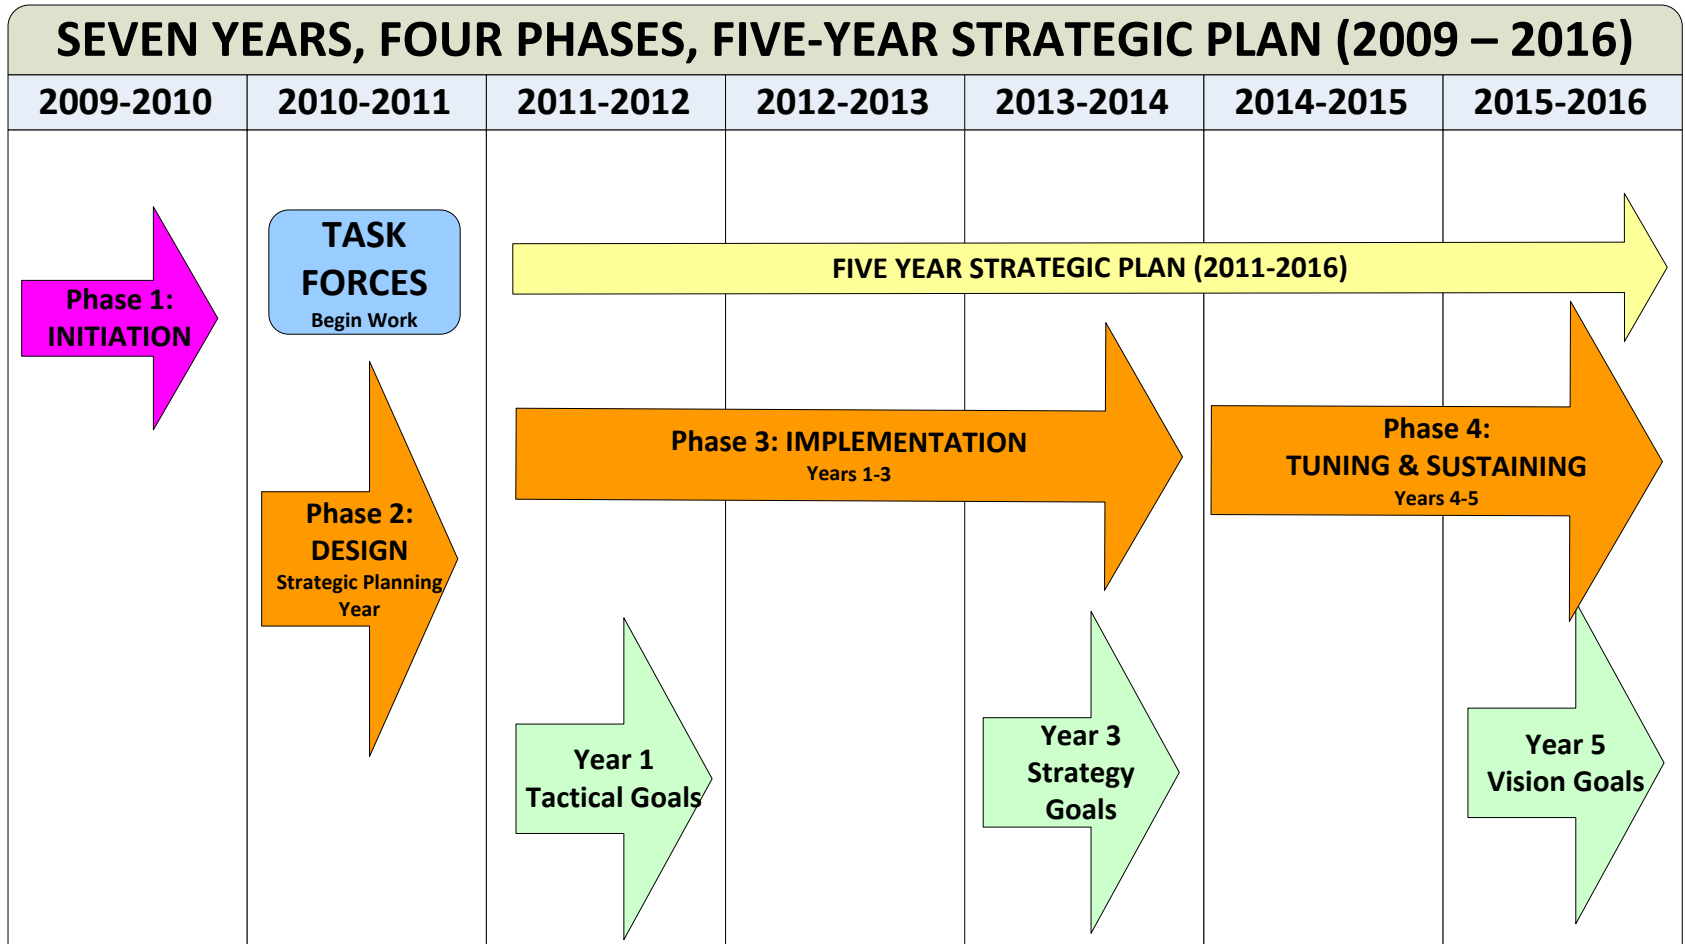 SEVEN YEARS, FOUR PHASES, FIVE-YEAR STRATEGIC PLAN (2009 – 2016)
2009-2010
2010-2011
2011-2012
2012-2013
2013-2014
2014-2015
2015-2016
Phase 1:
INITIATION
TASK
FORCES
Begin Work
FIVE YEAR STRATEGIC PLAN (2011-2016)
Phase 2:
DESIGN
Strategic Planning
Year
Phase 3: IMPLEMENTATION
Years 1-3
Phase 4:
TUNING & SUSTAINING
Years 4-5
Year 1
Tactical Goals
Year 3
Strategy
Goals
Year 5
Vision Goals